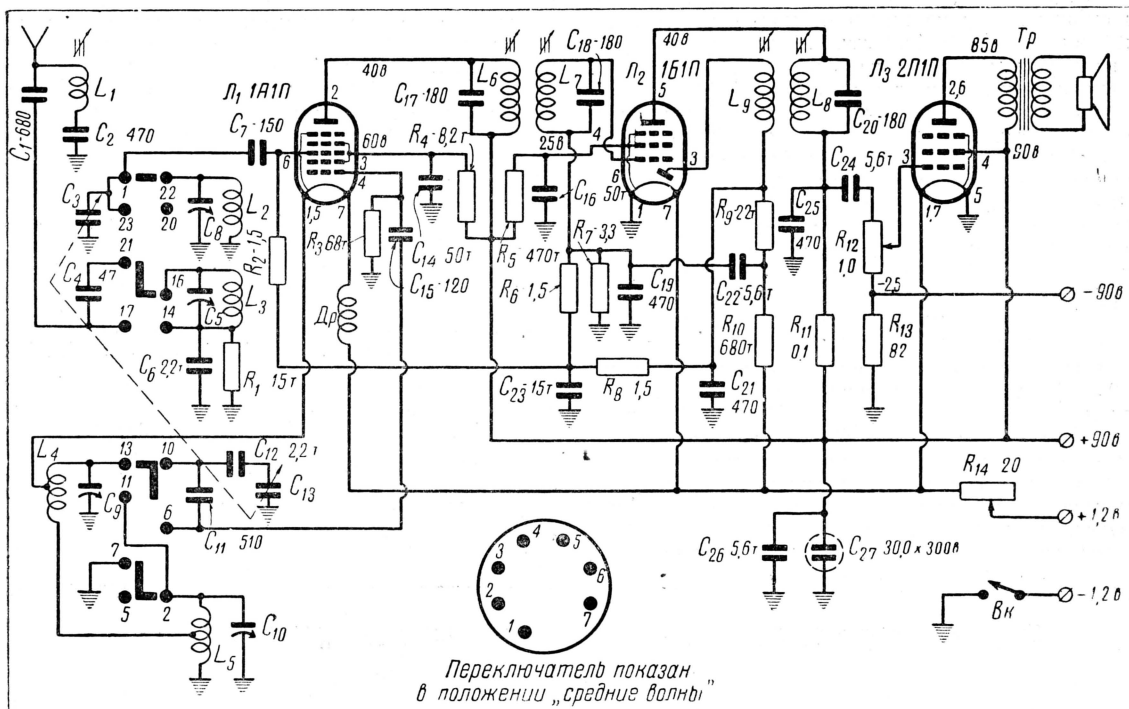 C1-680
L1
C2
470
C3
1
22
23
20
C8
L2
C4
47
21
16
17
14
C5
L3
C6 2,2т
R1
15т
R2-1,5
C7-150
Л1 1А1П
2
40в
6
60в
3
4
1,5
7
R3 68т
Др
C14 50т
C15-120
R4-8,2т
C17-180
L6
L7
C18-180
25в
4
R5
470т
C16
Л2
1Б1П
40в
5
6
3
50т
1
7
R6 1,5
R7-3,3
C19
470
C22-5,6т
C23-15т
R8 1,5
C21
470
R9-22т
R10
680т
R11
0,1
L9
L8
C20-180
C24
5,6т
C25
470
R12
1,0
-2,5
R13
82
Л3 2П1П
2,6
85в
Тр
3
4
90в
1,7
5
-90в
+90в
R14 20
+1,2в
Вк
-1,2в
L4
13
10
11
C9
C12
2,2т
C13
6
C11
510
7
5
2
L5
C10
C26 5,6т
C27 30,0 х 300в
1
2
3
4
5
6
7
Переключатель показан
в положении „средние волны"